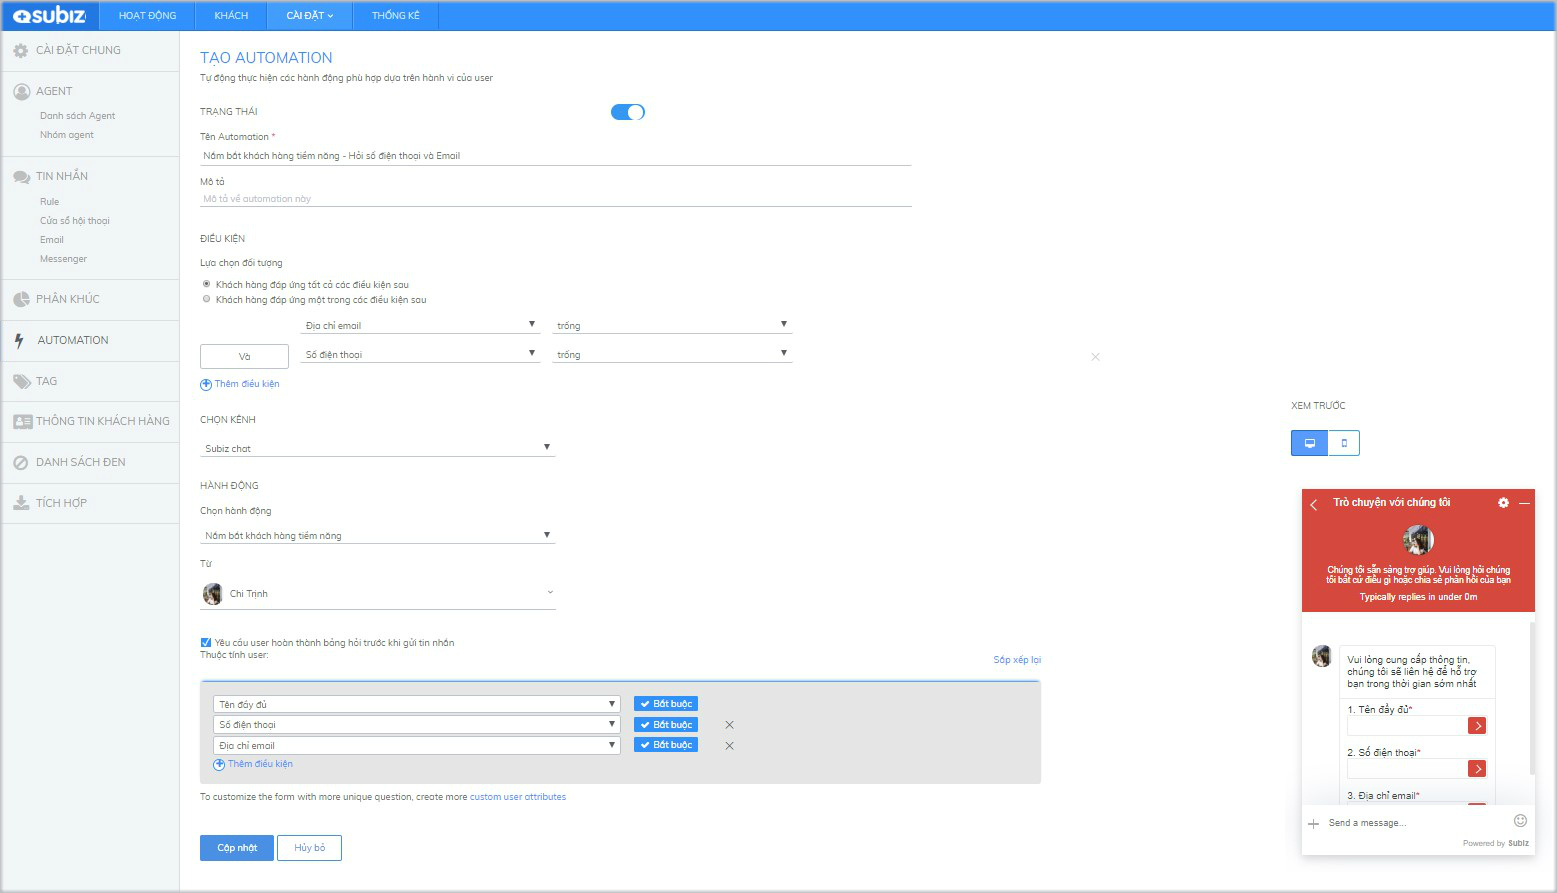 subiz
HOẠT ĐỘNG
KHÁCH
CÀI ĐẶT
THỐNG KÊ
CÀI ĐẶT CHUNG
AGENT
Danh sách Agent
Nhóm agent
TIN NHẮN
Rule
Cửa sổ hội thoại
Email
Messenger
PHÂN KHÚC
AUTOMATION
TAG
THÔNG TIN KHÁCH HÀNG
DANH SÁCH ĐEN
TÍCH HỢP
TẠO AUTOMATION
Tự động thực hiện các hành động phù hợp dựa trên hành vi của user
TRẠNG THÁI
Tên Automation *
Nắm bắt khách hàng tiềm năng - Hỏi số điện thoại và Email
Mô tả
Mô tả về automation này
ĐIỀU KIỆN
Lựa chọn đối tượng
Khách hàng đáp ứng tất cả các điều kiện sau
Khách hàng đáp ứng một trong các điều kiện sau
Địa chỉ email
trống
Và
Số điện thoại
trống
Thêm điều kiện
CHỌN KÊNH
Subiz chat
HÀNH ĐỘNG
Chọn hành động
Nắm bắt khách hàng tiềm năng
Từ
Chi Trịnh
Yêu cầu user hoàn thành bảng hỏi trước khi gửi tin nhắn
Thuộc tính user:
Sắp xếp lại
Tên đầy đủ
Bắt buộc
Số điện thoại
Bắt buộc
Địa chỉ email
Bắt buộc
Thêm điều kiện
To customize the form with more unique question, create more custom user attributes
Cập nhật
Hủy bỏ
XEM TRƯỚC
Trò chuyện với chúng tôi
Chúng tôi sẵn sàng trợ giúp. Vui lòng hỏi chúng
tôi bất cứ điều gì hoặc chia sẻ phản hồi của bạn
Typically replies in under 0m
Vui lòng cung cấp thông tin,
chúng tôi sẽ liên hệ để hỗ trợ
bạn trong thời gian sớm nhất
1. Tên đầy đủ*
2. Số điện thoại*
3. Địa chỉ email*
Send a message...
Powered by Subiz